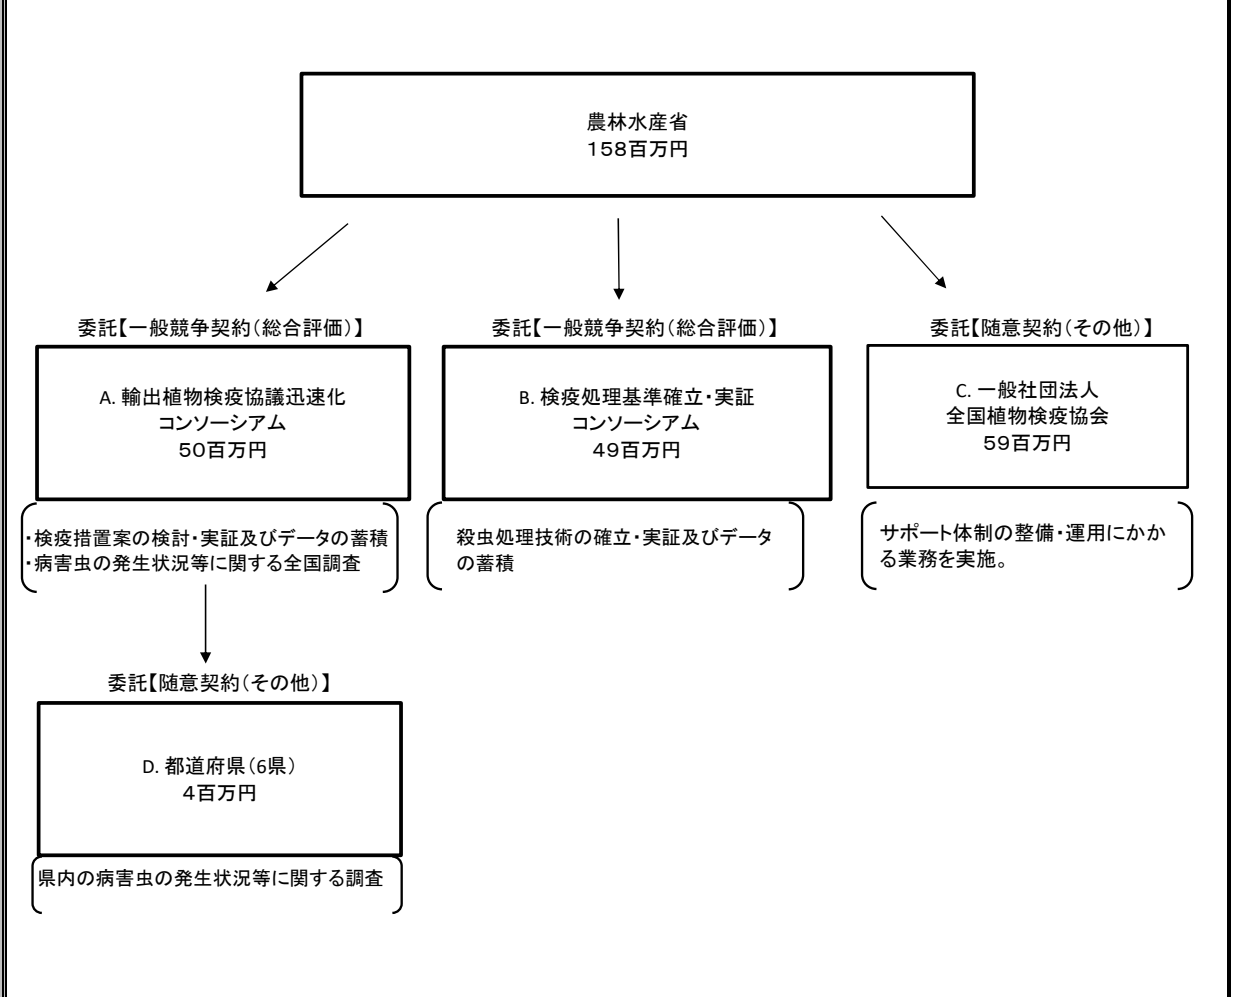 農林水産省
158百万円
委託【一般競争契約（総合評価）】
A. 輸出植物検疫協議迅速化
コンソーシアム
50百万円
・検疫措置案の検討・実証及びデータの蓄積
・病害虫の発生状況等に関する全国調査
委託【一般競争契約（総合評価）】
B. 検疫処理基準確立・実証
コンソーシアム
49百万円
殺虫処理技術の確立・実証及びデータ
の蓄積
委託【随意契約（その他）】
C. 一般社団法人
全国植物検疫協会
59百万円
サポート体制の整備・運用にかか
る業務を実施。
委託【随意契約（その他）】
D. 都道府県（6県）
4百万円
県内の病害虫の発生状況等に関する調査